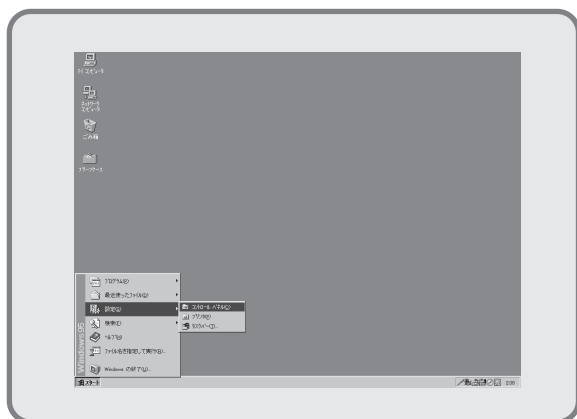 マイ コンピュータ
ネットワーク
コンピュータ
ごみ箱
ブリーフケース
プログラム(P)
最近使ったファイル(D)
設定(S)
検索(F)
ヘルプ(H)
ファイル名を指定して実行(R)...
Windows の終了(U)...
Windows 95
コントロール パネル(C)
プリンタ(P)
タスクバー(T)...
スタート
2:00